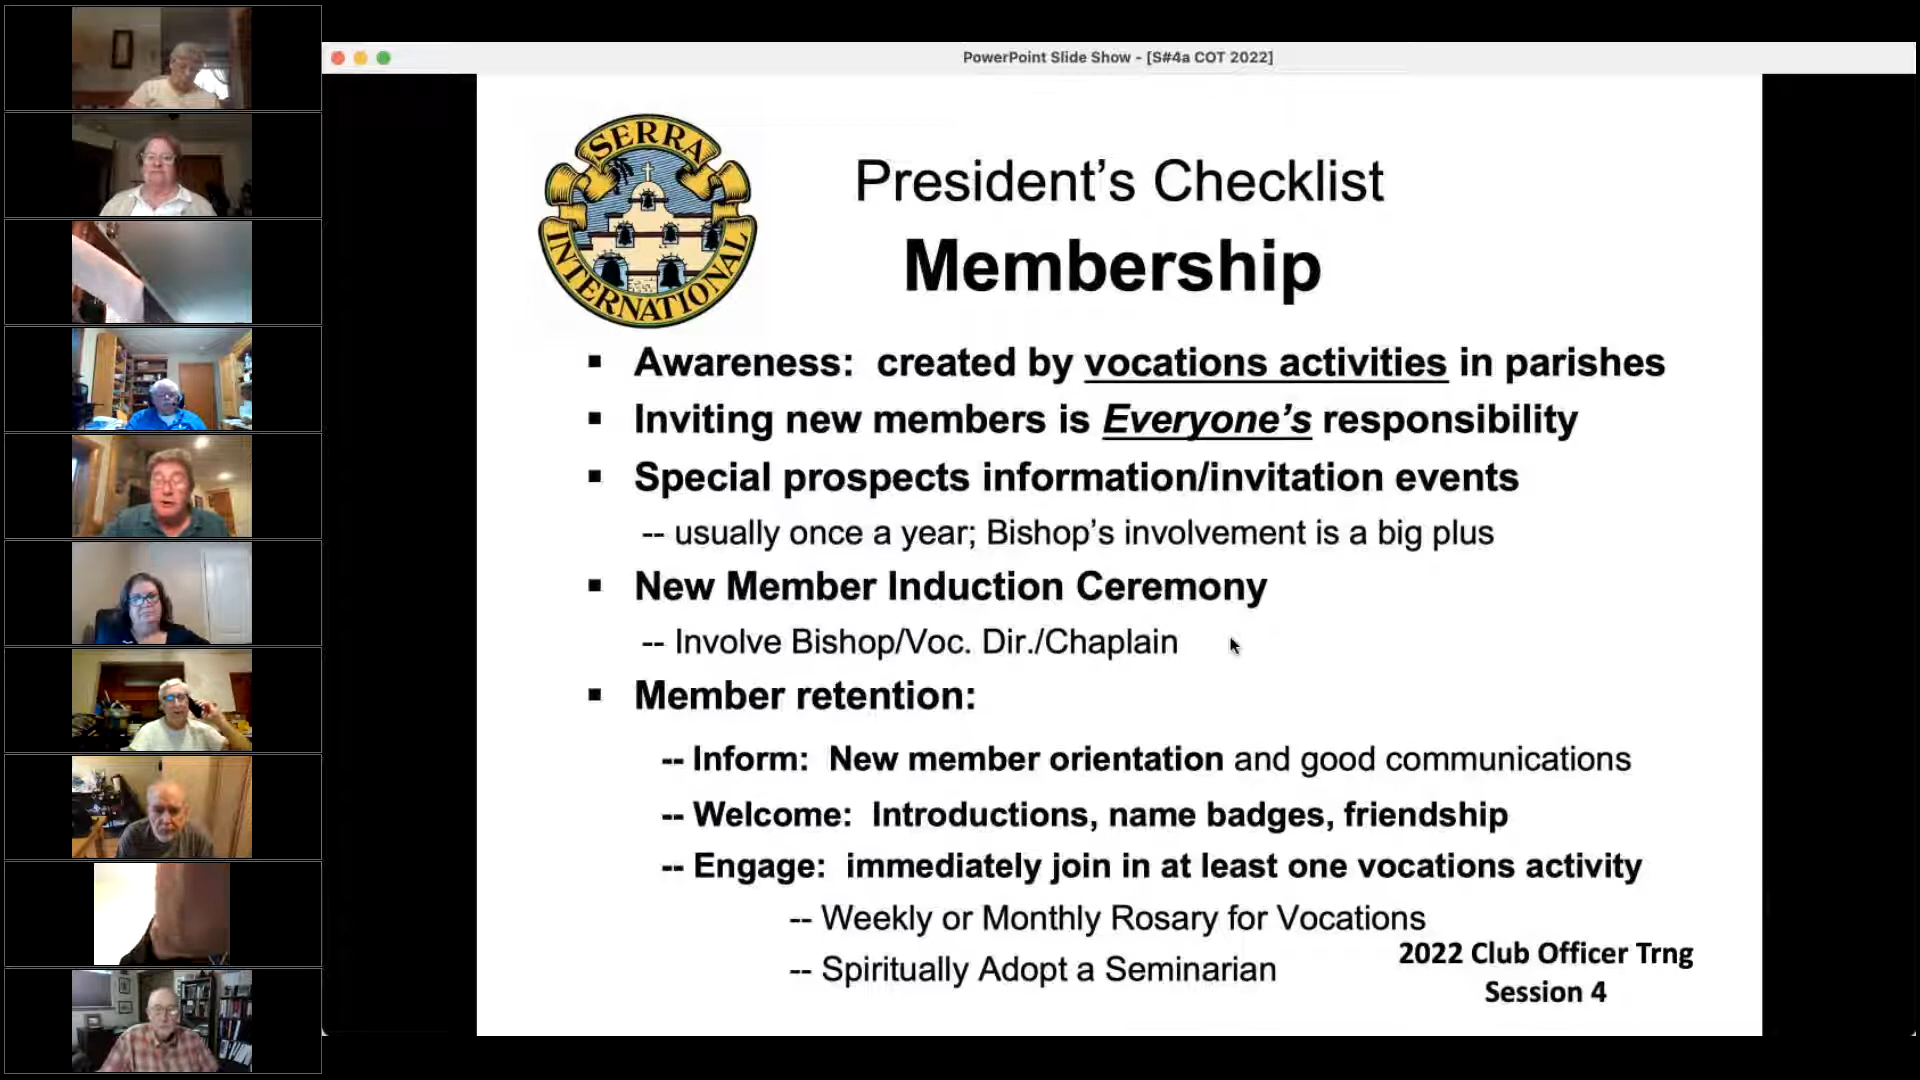 PowerPoint Slide Show - [S#4a COT 2022]
SERRA
INTERNATIONAL
President's Checklist
Membership
▪ Awareness:  created by vocations activities in parishes
▪ Inviting new members is Everyone's responsibility
▪ Special prospects information/invitation events
-- usually once a year; Bishop's involvement is a big plus
▪ New Member Induction Ceremony
-- Involve Bishop/Voc. Dir./Chaplain
▪ Member retention:
-- Inform:  New member orientation and good communications
-- Welcome:  Introductions, name badges, friendship
-- Engage:  immediately join in at least one vocations activity
-- Weekly or Monthly Rosary for Vocations
-- Spiritually Adopt a Seminarian
2022 Club Officer Trng
Session 4